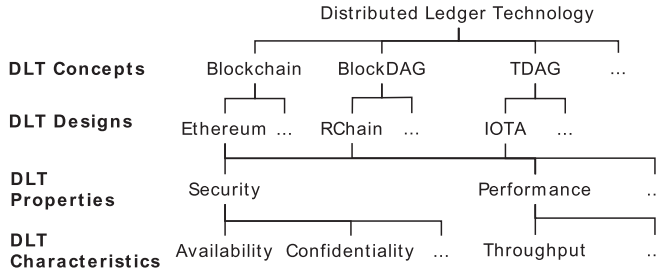 Distributed Ledger Technology
DLT Concepts Blockchain BlockDAG TDAG ...
DLT Designs Ethereum ... RChain ... IOTA ...
DLT
Properties Security Performance ..
DLT
Characteristics Availability Confidentiality ... Throughput ..